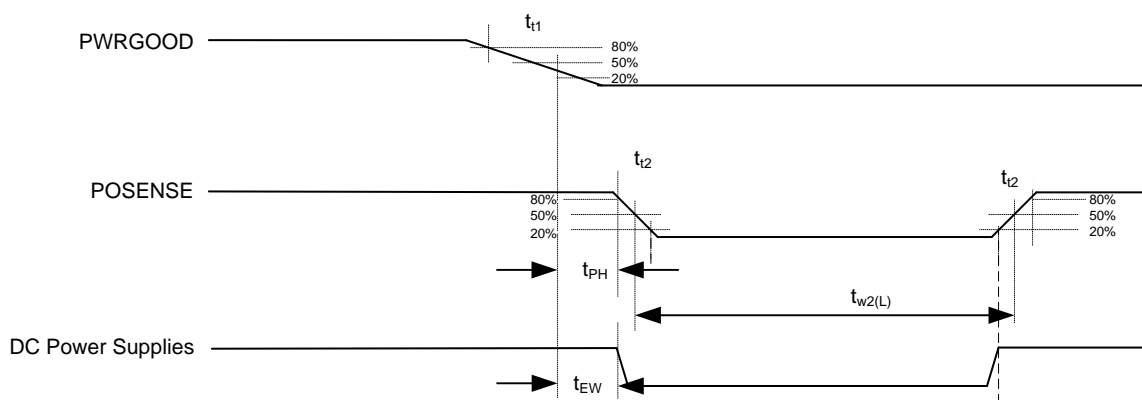 t_t1
PWRGOOD
80%
50%
20%
t_t2
t_t2
POSENSE
80%
50%
20%
80%
50%
20%
t_PH
t_w2(L)
DC Power Supplies
t_EW